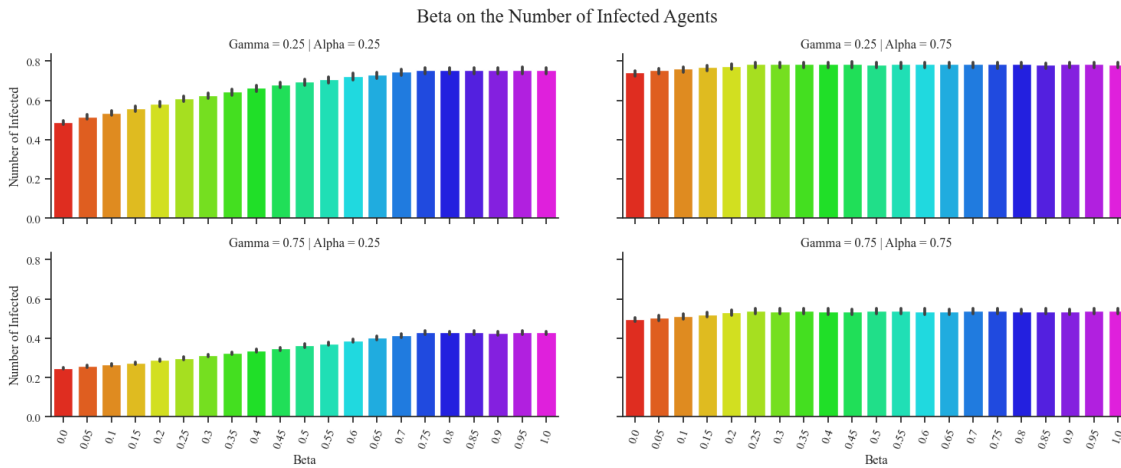 Beta on the Number of Infected Agents
Gamma = 0.25 | Alpha = 0.25
Gamma = 0.25 | Alpha = 0.75
0.8
0.6
0.4
0.2
0.0
Number of Infected
Gamma = 0.75 | Alpha = 0.25
Gamma = 0.75 | Alpha = 0.75
0.8
0.6
0.4
0.2
0.0
Number of Infected
0.0 0.05 0.1 0.15 0.2 0.25 0.3 0.35 0.4 0.45 0.5 0.55 0.6 0.65 0.7 0.75 0.8 0.85 0.9 0.95 1.0
Beta
0.0 0.05 0.1 0.15 0.2 0.25 0.3 0.35 0.4 0.45 0.5 0.55 0.6 0.65 0.7 0.75 0.8 0.85 0.9 0.95 1.0
Beta